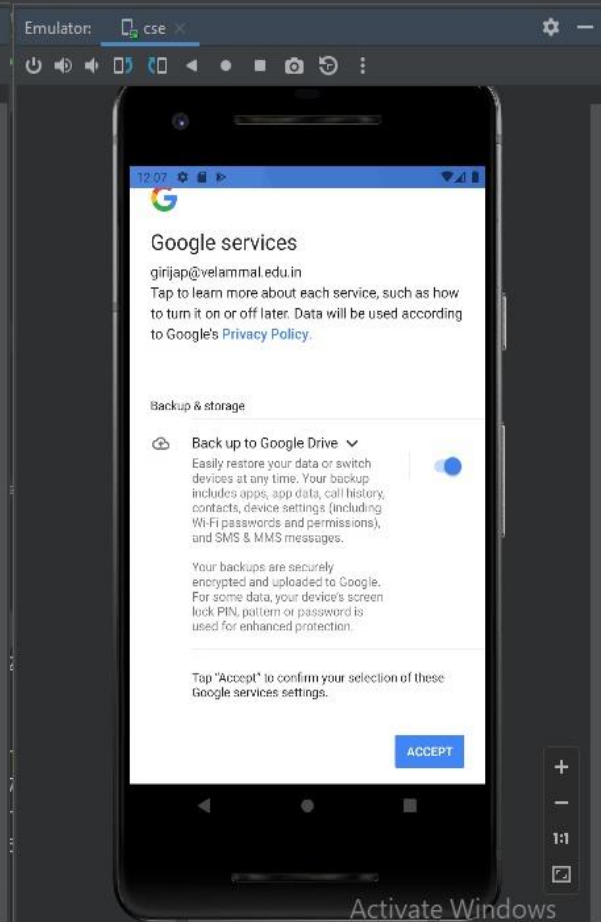 Emulator: cse
12:07
Google services
girijap@velammal.edu.in
Tap to learn more about each service, such as how
to turn it on or off later. Data will be used according
to Google's Privacy Policy.
Backup & storage
Back up to Google Drive
Easily restore your data or switch
devices at any time. Your backup
includes apps, app data, call history,
contacts, device settings (including
Wi-Fi passwords and permissions),
and SMS & MMS messages.
Your backups are securely
encrypted and uploaded to Google.
For some data, your device's screen
lock PIN, pattern or password is
used for enhanced protection.
Tap "Accept" to confirm your selection of these
Google services settings.
ACCEPT
1:1
Activate Windows